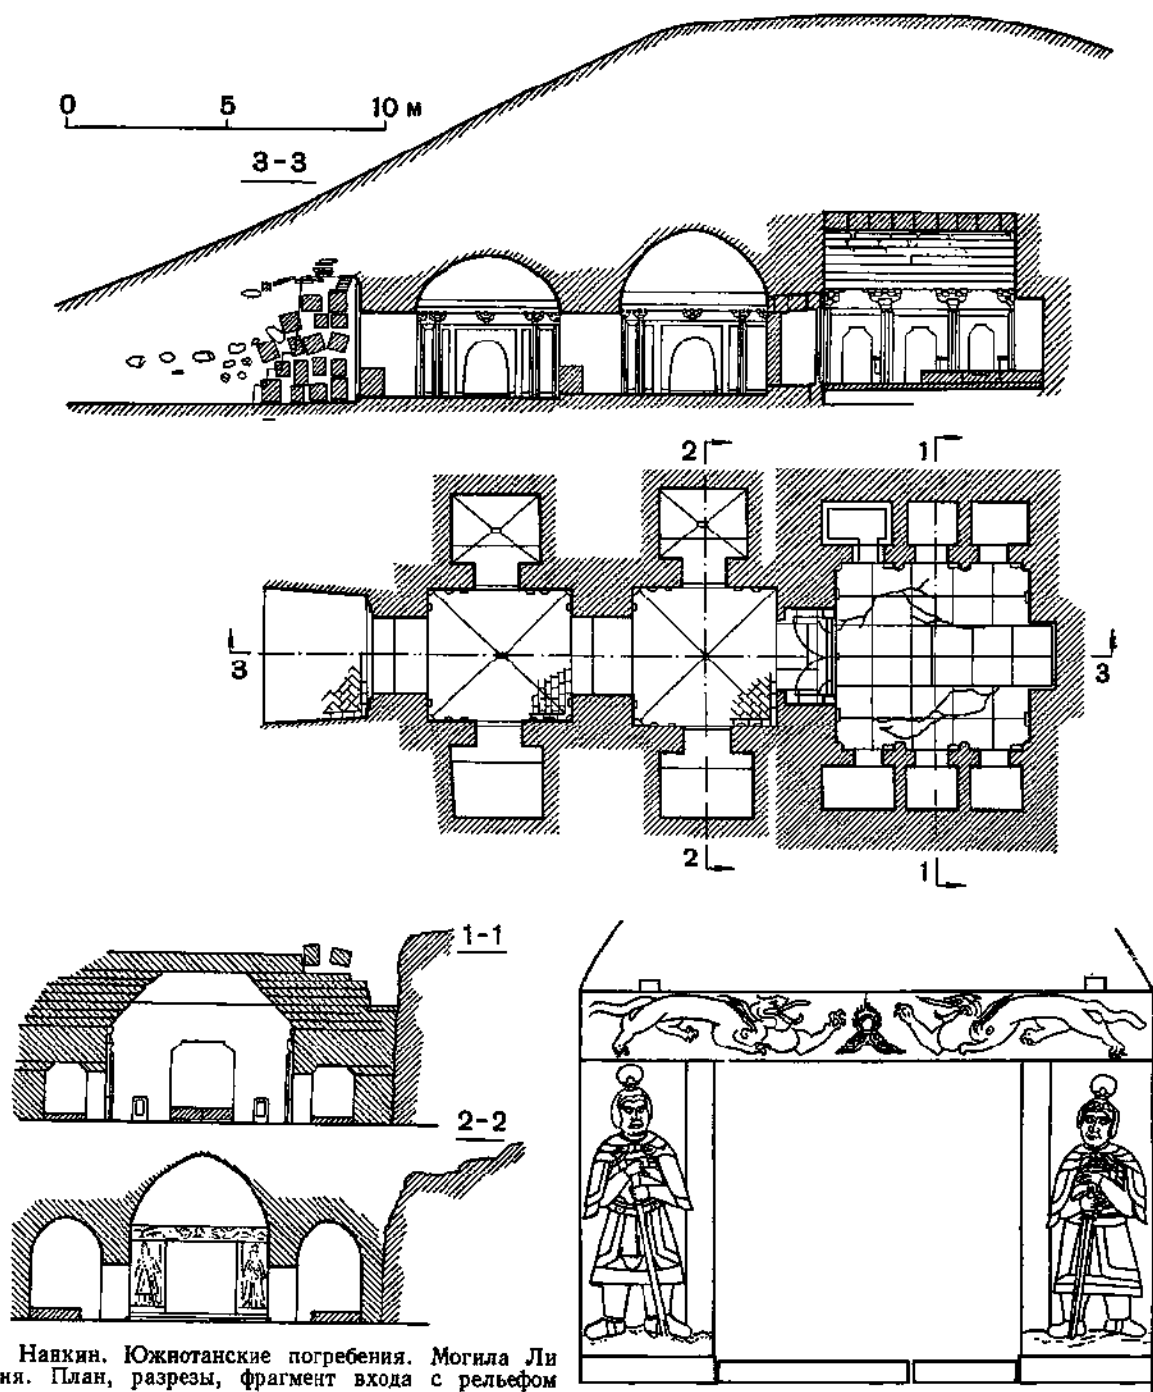 0 5 10 м
3-3
2 1
3 3
2 1
1-1
2-2
Нанкин. Южнотанские погребения. Могила Ли
ня. План, разрезы, фрагмент входа с рельефом